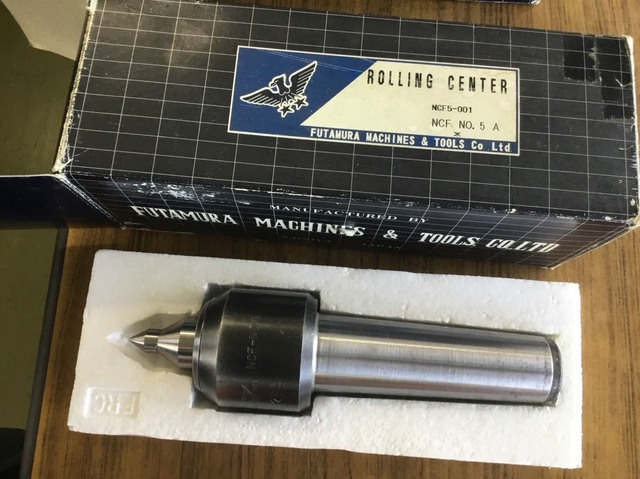 ROLLING CENTER
NCF5-001
NCF NO. 5 A
FUTAMURA MACHINES & TOOLS Co Ltd.
MANUFACTURED BY
FUTAMURA MACHINES & TOOLS CO.,LTD
FRC